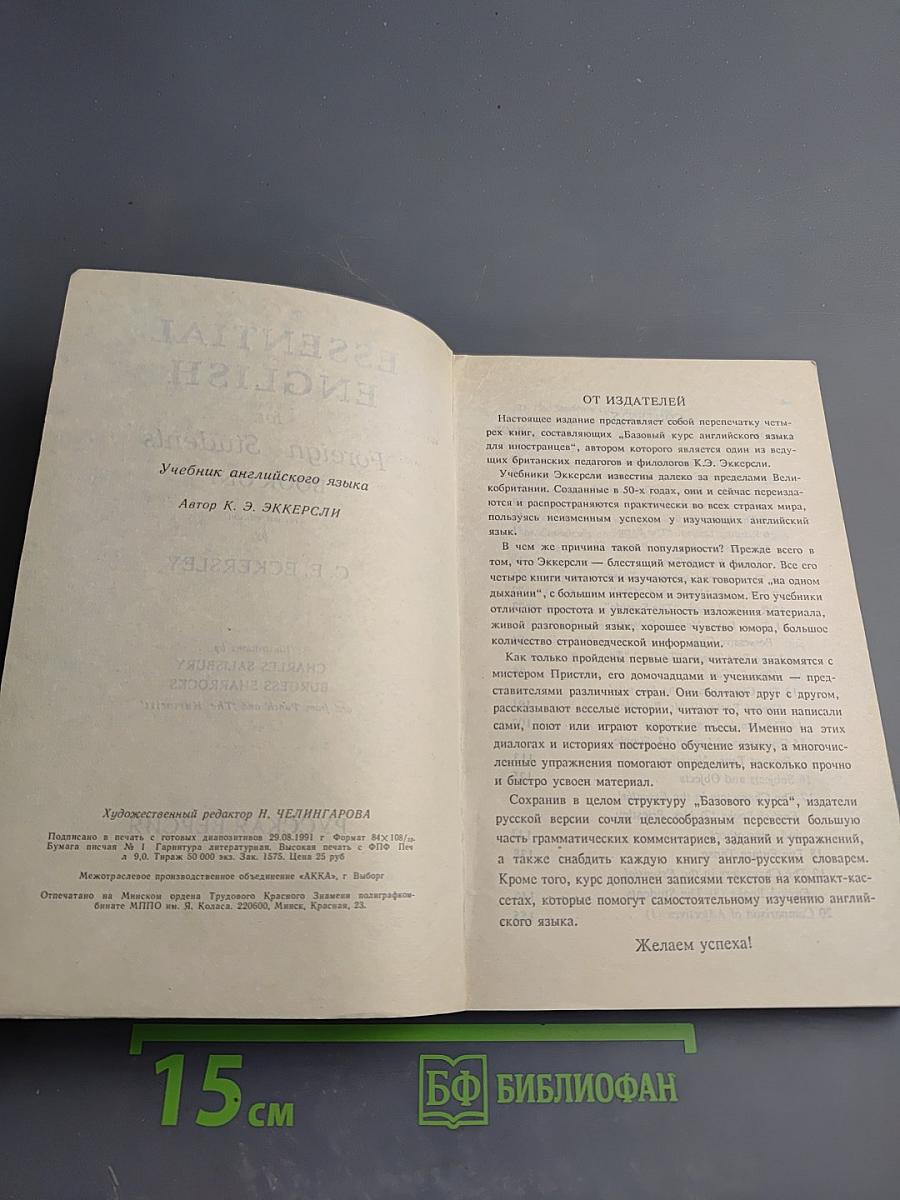 Учебник английского языка
Автор К. Э. ЭККЕРСЛИ
Художественный редактор Н. ЧЕЛИНГАРОВА
Подписано в печать с готовых диапозитивов 29.08.1991 г Формат 84×108/₃₂.
Бумага писчая № 1 Гарнитура литературная. Высокая печать с ФПФ Печ
л 9,0. Тираж 50 000 экз. Зак. 1575. Цена 25 руб
Межотраслевое производственное объединение «АККА», г Выборг
Отпечатано на Минском ордена Трудового Красного Знамени полиграфком-
бинате МППО им. Я. Коласа. 220600, Минск, Красная, 23.
ОТ ИЗДАТЕЛЕЙ
Настоящее издание представляет собой перепечатку четы-
рех книг, составляющих „Базовый курс английского языка
для иностранцев“, автором которого является один из веду-
щих британских педагогов и филологов К.Э. Эккерсли.
Учебники Эккерсли известны далеко за пределами Вели-
кобритании. Созданные в 50-х годах, они и сейчас переизда-
ются и распространяются практически во всех странах мира,
пользуясь неизменным успехом у изучающих английский
язык.
В чем же причина такой популярности? Прежде всего в
том, что Эккерсли — блестящий методист и филолог. Все его
четыре книги читаются и изучаются, как говорится „на одном
дыхании“, с большим интересом и энтузиазмом. Его учебники
отличают простота и увлекательность изложения материала,
живой разговорный язык, хорошее чувство юмора, большое
количество страноведческой информации.
Как только пройдены первые шаги, читатели знакомятся с
мистером Пристли, его домочадцами и учениками — пред-
ставителями различных стран. Они болтают друг с другом,
рассказывают веселые истории, читают то, что они написали
сами, поют или играют короткие пьесы. Именно на этих
диалогах и историях построено обучение языку, а многочис-
ленные упражнения помогают определить, насколько прочно
и быстро усвоен материал.
Сохранив в целом структуру „Базового курса“, издатели
русской версии сочли целесообразным перевести большую
часть грамматических комментариев, заданий и упражнений,
а также снабдить каждую книгу англо-русским словарем.
Кроме того, курс дополнен записями текстов на компакт-кас-
сетах, которые помогут самостоятельному изучению англий-
ского языка.
Желаем успеха!
15 см
БФ БИБЛИОФАН